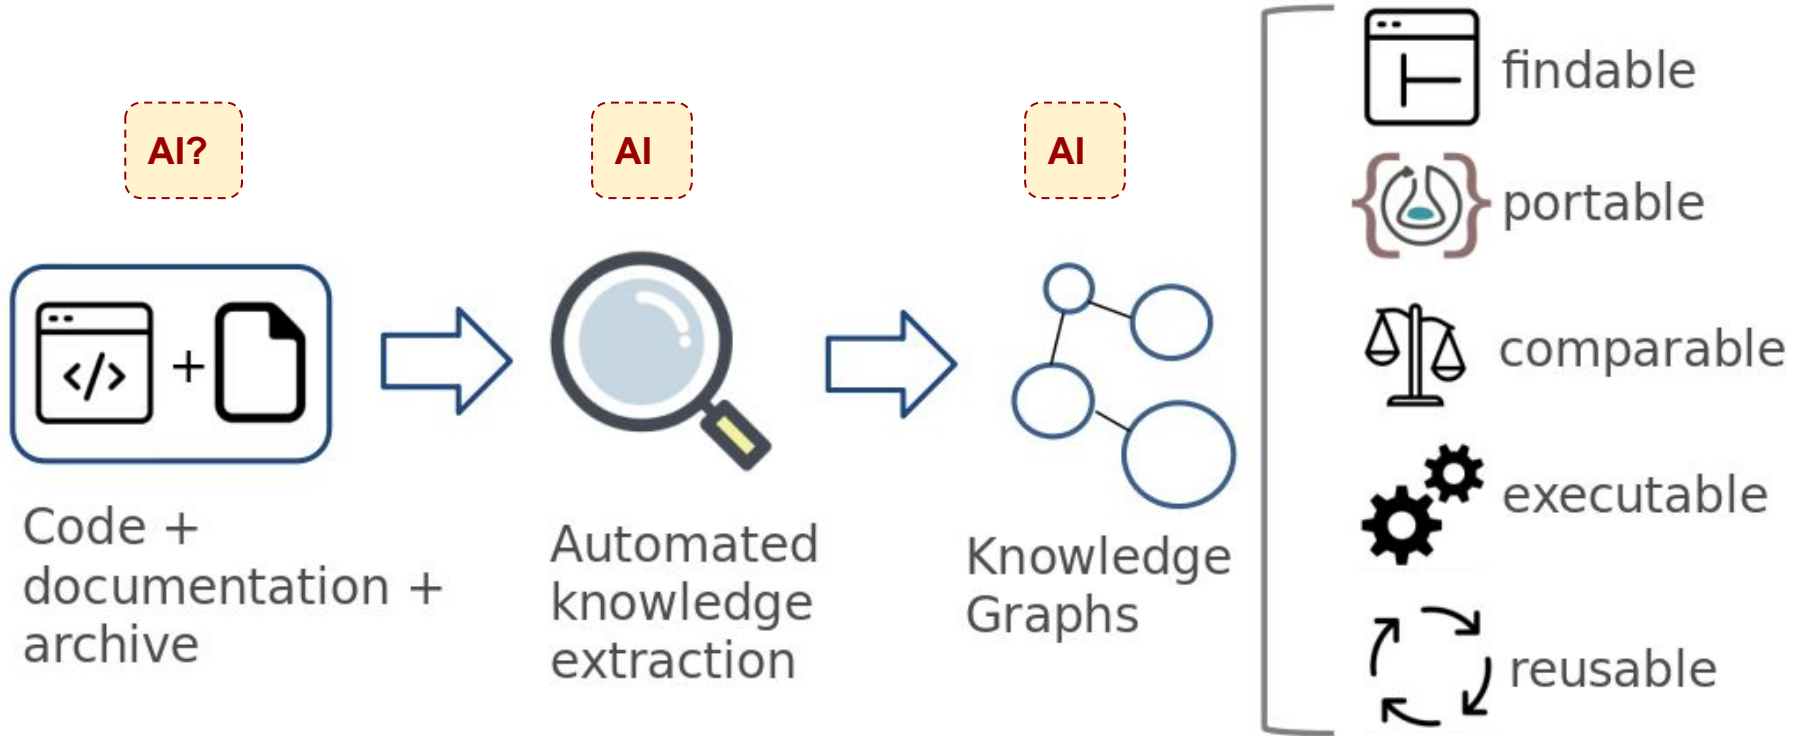 AI?
AI
AI
</>
+
Code +
documentation +
archive
Automated
knowledge
extraction
Knowledge
Graphs
findable
portable
comparable
executable
reusable